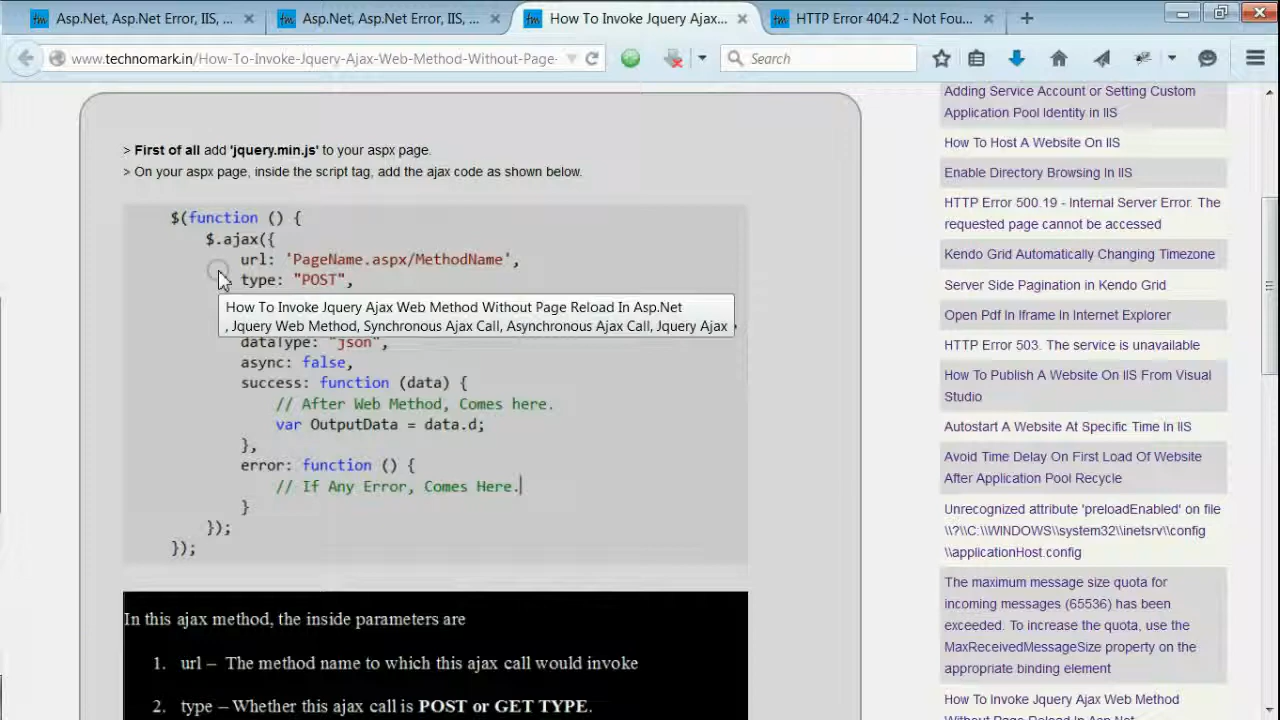 Asp.Net, Asp.Net Error, IIS, ...
Asp.Net, Asp.Net Error, IIS, ...
How To Invoke Jquery Ajax...
HTTP Error 404.2 - Not Fou...
www.technomark.in/How-To-Invoke-Jquery-Ajax-Web-Method-Without-Page
Search
> First of all add 'jquery.min.js' to your aspx page.
> On your aspx page, inside the script tag, add the ajax code as shown below.
$(function () {
$.ajax({
url: 'PageName.aspx/MethodName',
type: "POST",
How To Invoke Jquery Ajax Web Method Without Page Reload In Asp.Net
, Jquery Web Method, Synchronous Ajax Call, Asynchronous Ajax Call, Jquery Ajax
dataType: "json",
async: false,
success: function (data) {
// After Web Method, Comes here.
var OutputData = data.d;
},
error: function () {
// If Any Error, Comes Here.
}
});
});
In this ajax method, the inside parameters are
1. url – The method name to which this ajax call would invoke
2. type – Whether this ajax call is POST or GET TYPE.
Adding Service Account or Setting Custom
Application Pool Identity in IIS
How To Host A Website On IIS
Enable Directory Browsing In IIS
HTTP Error 500.19 - Internal Server Error. The
requested page cannot be accessed
Kendo Grid Automatically Changing Timezone
Server Side Pagination in Kendo Grid
Open Pdf In Iframe In Internet Explorer
HTTP Error 503. The service is unavailable
How To Publish A Website On IIS From Visual
Studio
Autostart A Website At Specific Time In IIS
Avoid Time Delay On First Load Of Website
After Application Pool Recycle
Unrecognized attribute 'preloadEnabled' on file
\\?\\C:\\WINDOWS\\system32\\inetsrv\\config
\\applicationHost.config
The maximum message size quota for
incoming messages (65536) has been
exceeded. To increase the quota, use the
MaxReceivedMessageSize property on the
appropriate binding element
How To Invoke Jquery Ajax Web Method
Without Page Reload In Asp.Net